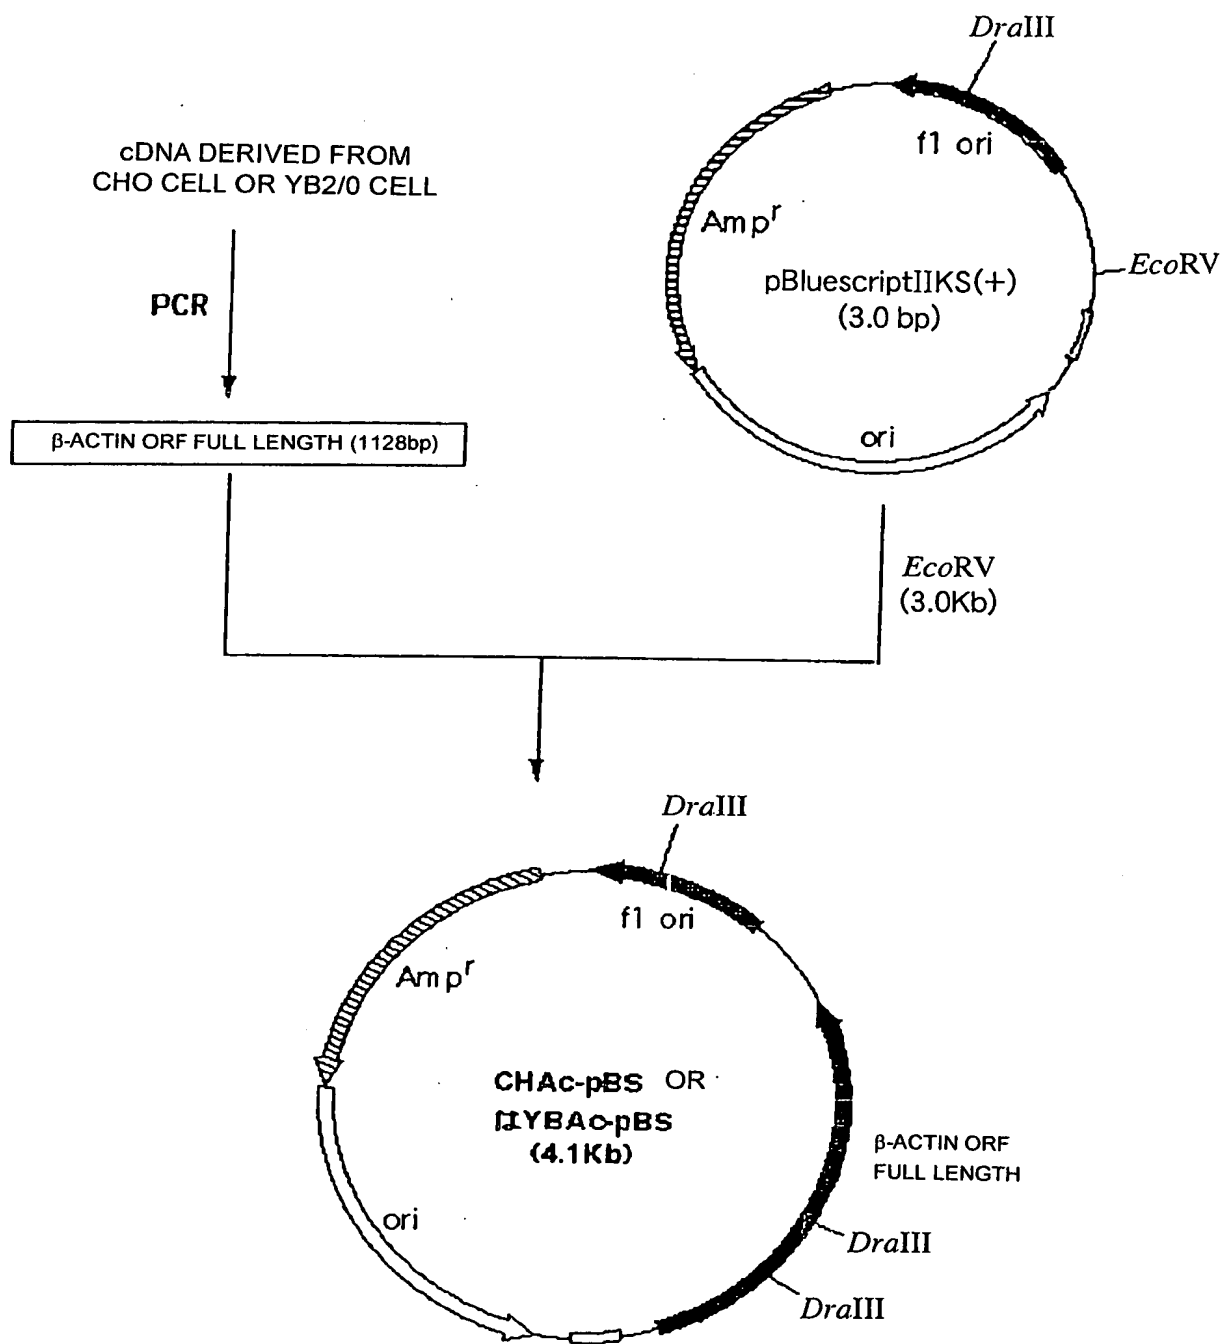 DraIII
cDNA DERIVED FROM
CHO CELL OR YB2/0 CELL
f1 ori
Ampʳ
EcoRV
pBluescriptIIKS(+)
(3.0 bp)
PCR
β-ACTIN ORF FULL LENGTH (1128bp)
ori
EcoRV
(3.0Kb)
DraIII
f1 ori
Ampʳ
CHAc-pBS OR
YBAc-pBS
(4.1Kb)
β-ACTIN ORF
FULL LENGTH
ori
DraIII
DraIII